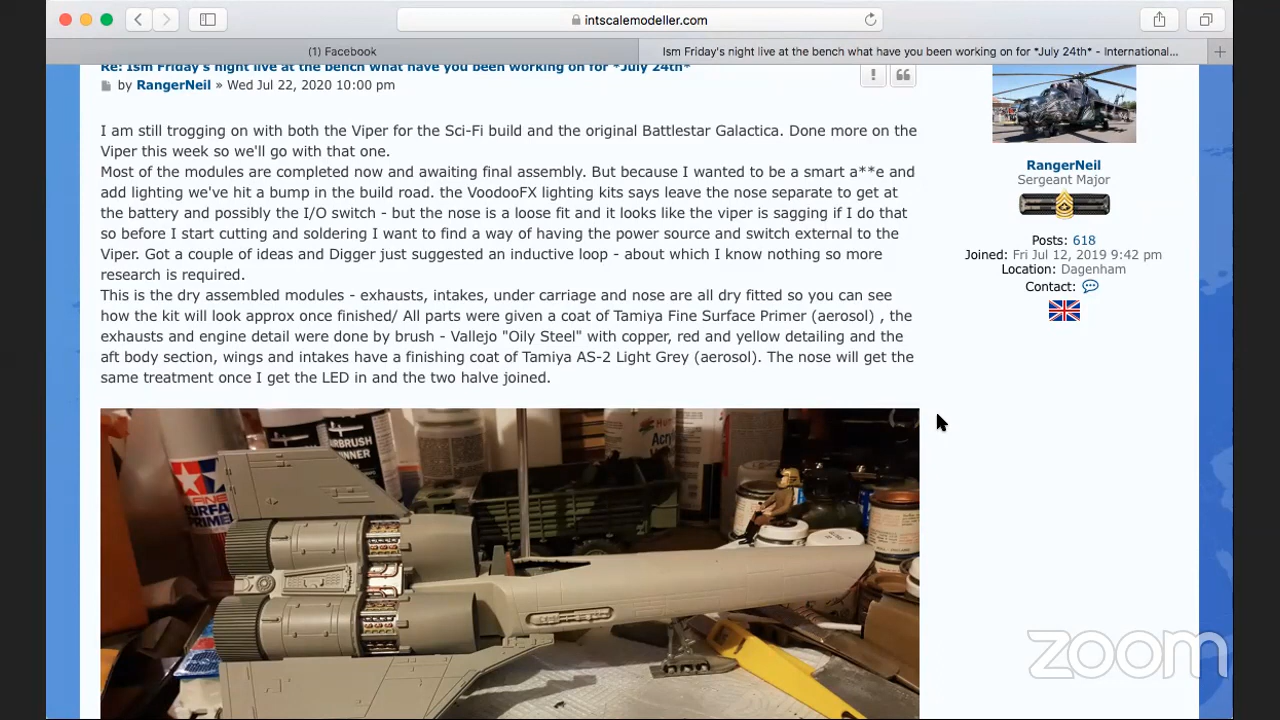 intscalemodeller.com
(1) Facebook
Ism Friday's night live at the bench what have you been working on for *July 24th* - International...
Re: Ism Friday's night live at the bench what have you been working on for *July 24th*
by RangerNeil » Wed Jul 22, 2020 10:00 pm
I am still trogging on with both the Viper for the Sci-Fi build and the original Battlestar Galactica. Done more on the
Viper this week so we'll go with that one.
Most of the modules are completed now and awaiting final assembly. But because I wanted to be a smart a**e and
add lighting we've hit a bump in the build road. the VoodooFX lighting kits says leave the nose separate to get at
the battery and possibly the I/O switch - but the nose is a loose fit and it looks like the viper is sagging if I do that
so before I start cutting and soldering I want to find a way of having the power source and switch external to the
Viper. Got a couple of ideas and Digger just suggested an inductive loop - about which I know nothing so more
research is required.
This is the dry assembled modules - exhausts, intakes, under carriage and nose are all dry fitted so you can see
how the kit will look approx once finished/ All parts were given a coat of Tamiya Fine Surface Primer (aerosol) , the
exhausts and engine detail were done by brush - Vallejo "Oily Steel" with copper, red and yellow detailing and the
aft body section, wings and intakes have a finishing coat of Tamiya AS-2 Light Grey (aerosol). The nose will get the
same treatment once I get the LED in and the two halve joined.
RangerNeil
Sergeant Major
Posts: 618
Joined: Fri Jul 12, 2019 9:42 pm
Location: Dagenham
Contact:
AIRBRUSH
zoom